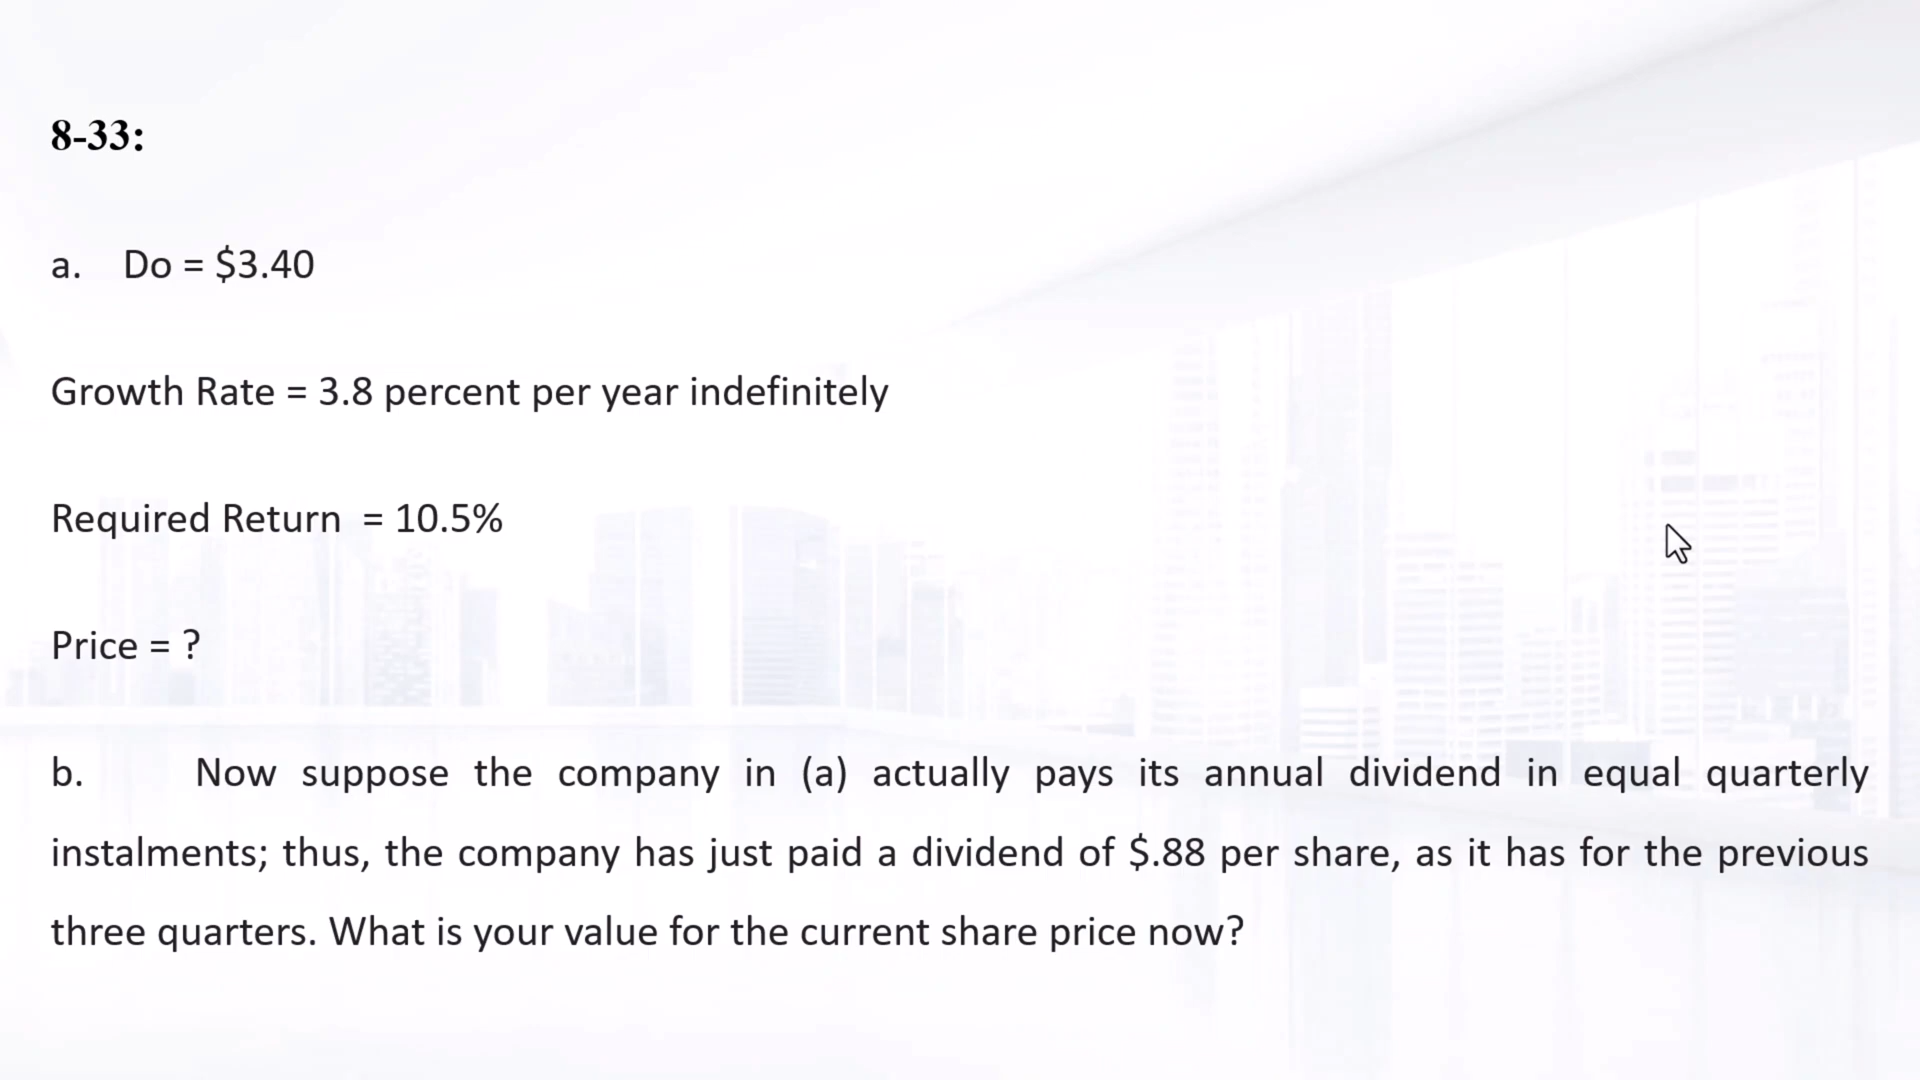 8-33:
a. Do = $3.40
Growth Rate = 3.8 percent per year indefinitely
Required Return = 10.5%
Price = ?
b. Now suppose the company in (a) actually pays its annual dividend in equal quarterly
instalments; thus, the company has just paid a dividend of $.88 per share, as it has for the previous
three quarters. What is your value for the current share price now?